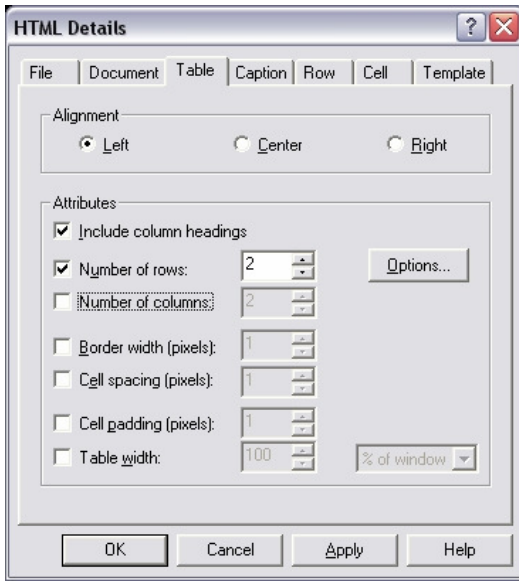 HTML Details
File Document Table Caption Row Cell Template
Alignment
Left Center Right
Attributes
Include column headings
Number of rows: 2 Options...
Number of columns: 2
Border width (pixels): 1
Cell spacing (pixels): 1
Cell padding (pixels): 1
Table width: 100 % of window
OK Cancel Apply Help